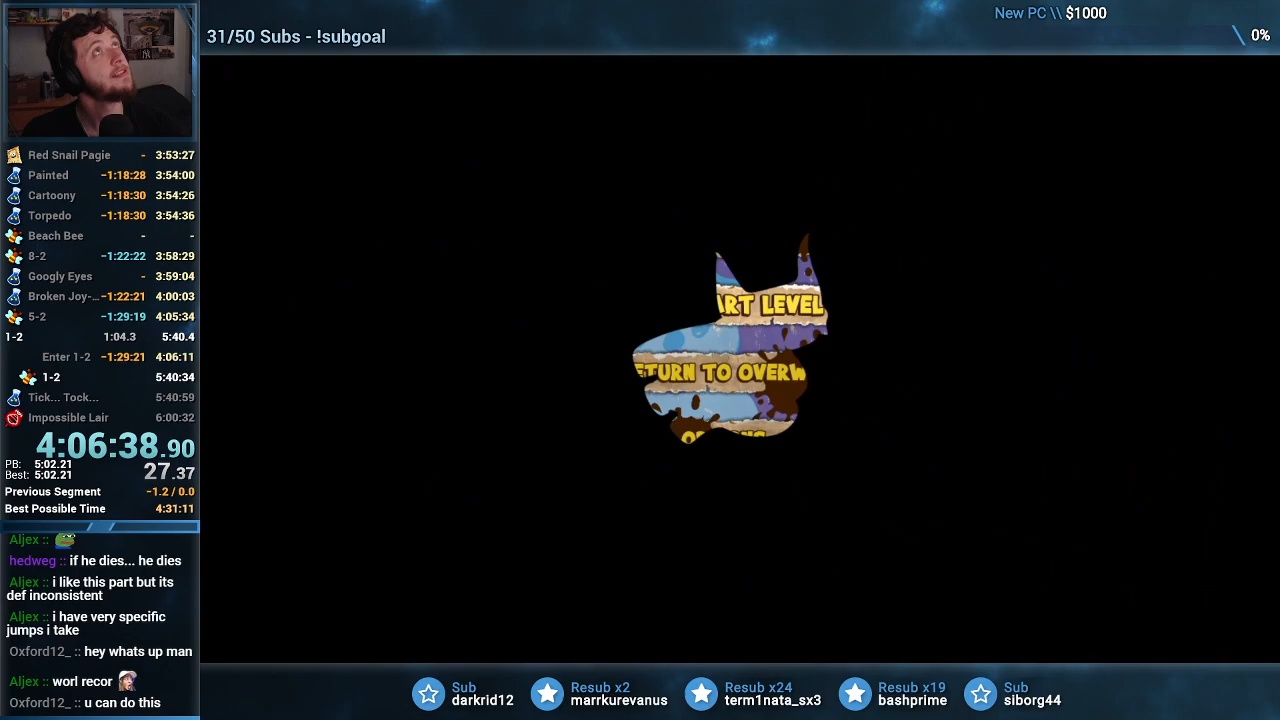 New PC \\ $1000
31/50 Subs - !subgoal
0%
Red Snail Pagie - 3:53:27
Painted −1:18:28 3:54:00
Cartoony −1:18:30 3:54:26
Torpedo −1:18:30 3:54:36
Beach Bee - -
8-2 −1:22:22 3:58:29
Googly Eyes - 3:59:04
Broken Joy-... −1:22:21 4:00:03
5-2 −1:29:19 4:05:34
1-2 1:04.3 5:40.4
Enter 1-2 −1:29:21 4:06:11
1-2 5:40:34
Tick... Tock... 5:40:59
Impossible Lair 6:00:32
4:06:38.90
PB: 5:02.21
Best: 5:02.21
27.37
Previous Segment −1.2 / 0.0
Best Possible Time 4:31:11
Aljex ::
hedweg :: if he dies... he dies
Aljex :: i like this part but its
def inconsistent
Aljex :: i have very specific
jumps i take
Oxford12_ :: hey whats up man
Aljex :: worl recor
Oxford12_ :: u can do this
ART LEVEL
ETURN TO OVERW
Sub
darkrid12
Resub x2
marrkurevanus
Resub x24
term1nata_sx3
Resub x19
bashprime
Sub
siborg44